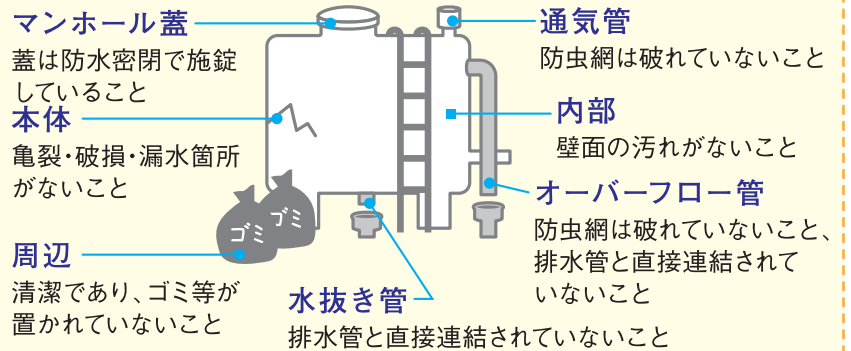 マンホール蓋
蓋は防水密閉で施錠
していること
本体
亀裂・破損・漏水箇所
がないこと
ゴミ
ゴミ
周辺
清潔であり、ゴミ等が
置かれていないこと
水抜き管
排水管と直接連結されていないこと
通気管
防虫網は破れていないこと
内部
壁面の汚れがないこと
オーバーフロー管
防虫網は破れていないこと、
排水管と直接連結されて
いないこと